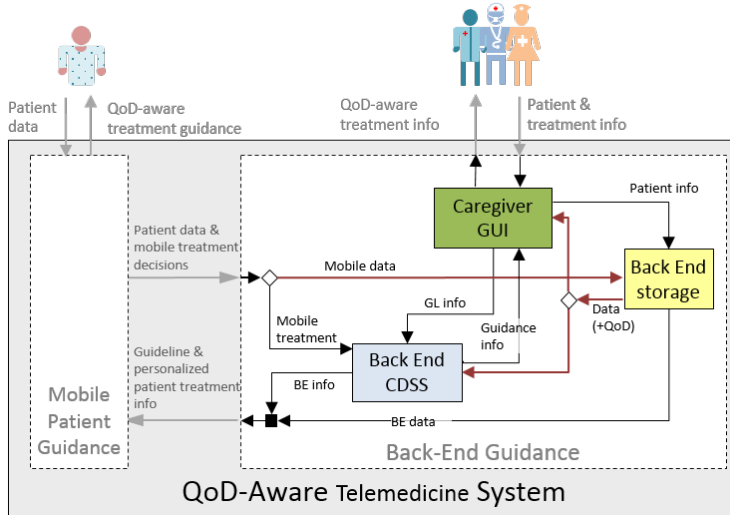 Patient
data
QoD-aware
treatment guidance
QoD-aware
treatment info
Patient &
treatment info
Patient info
Caregiver
GUI
Patient data &
mobile treatment
decisions
Mobile data
Back End
storage
GL info
Data
(+QoD)
Mobile
treatment
Guidance
info
Guideline &
personalized
patient treatment
info
Back End
CDSS
BE info
BE data
Mobile
Patient
Guidance
Back-End Guidance
QoD-Aware Telemedicine System